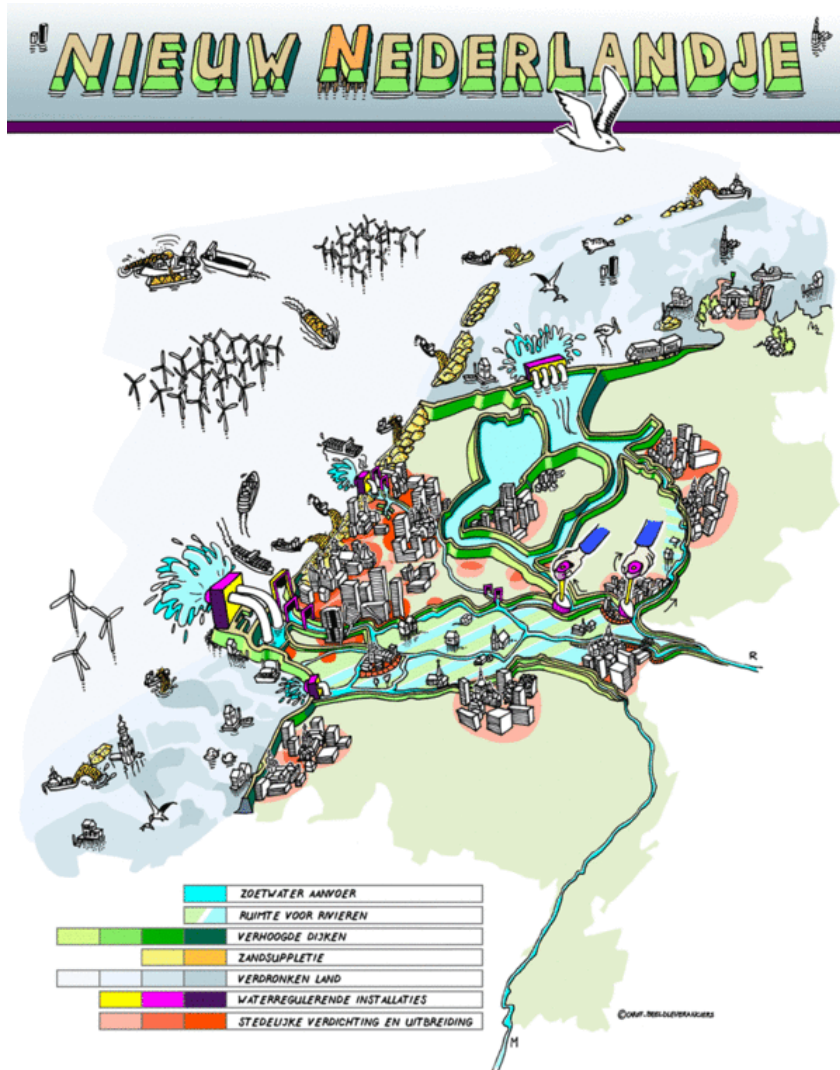 NIEUW NEDERLANDJE
R
M
ZOETWATER AANVOER
RUIMTE VOOR RIVIEREN
VERHOOGDE DIJKEN
ZANDSUPPLETIE
VERDRONKEN LAND
WATERREGULERENDE INSTALLATIES
STEDELIJKE VERDICHTING EN UITBREIDING